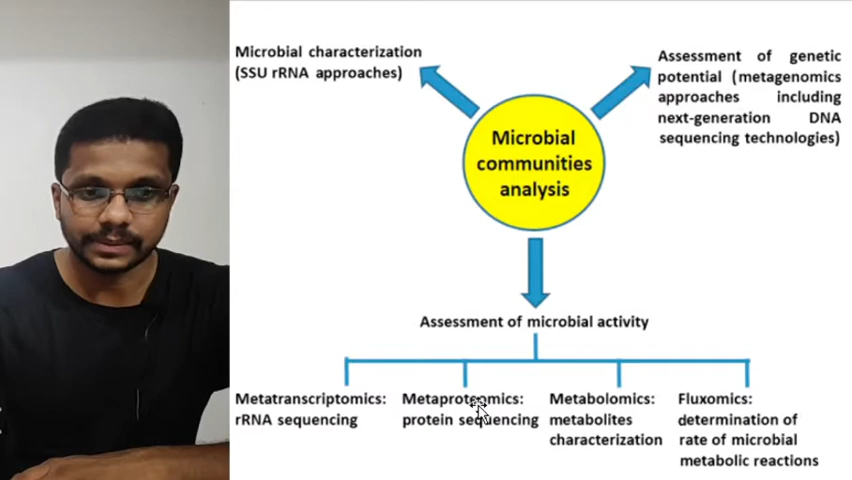 Microbial characterization
(SSU rRNA approaches)
Assessment of genetic
potential (metagenomics
approaches including
next-generation DNA
sequencing technologies)
Microbial
communities
analysis
Assessment of microbial activity
Metatranscriptomics:
rRNA sequencing
Metaproteomics:
protein sequencing
Metabolomics:
metabolites
characterization
Fluxomics:
determination of
rate of microbial
metabolic reactions